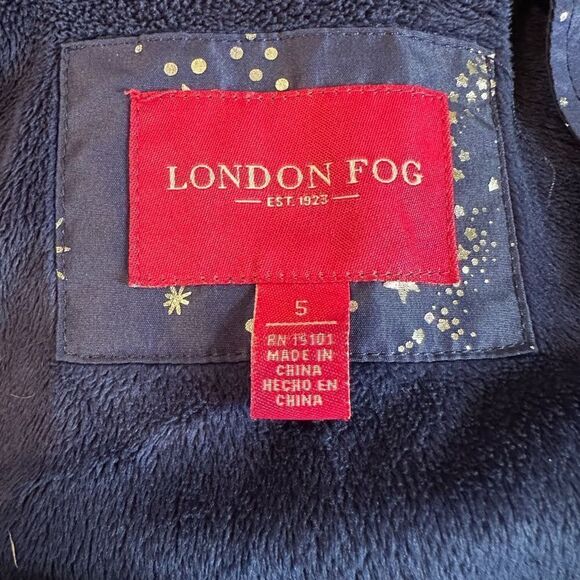 LONDON FOG
EST. 1923
5
RN 15101
MADE IN
CHINA
HECHO EN
CHINA